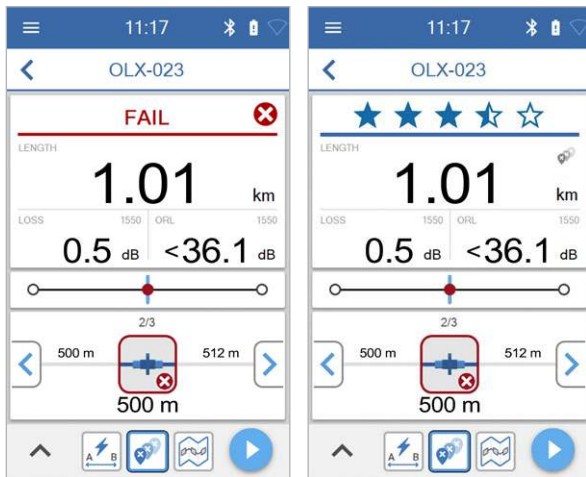 11:17
OLX-023
FAIL
LENGTH
1.01 km
LOSS 1550 ORL 1550
0.5 dB <36.1 dB
2/3
500 m 512 m
500 m
A B
11:17
OLX-023
LENGTH
1.01 km
LOSS 1550 ORL 1550
0.5 dB <36.1 dB
2/3
500 m 512 m
500 m
A B